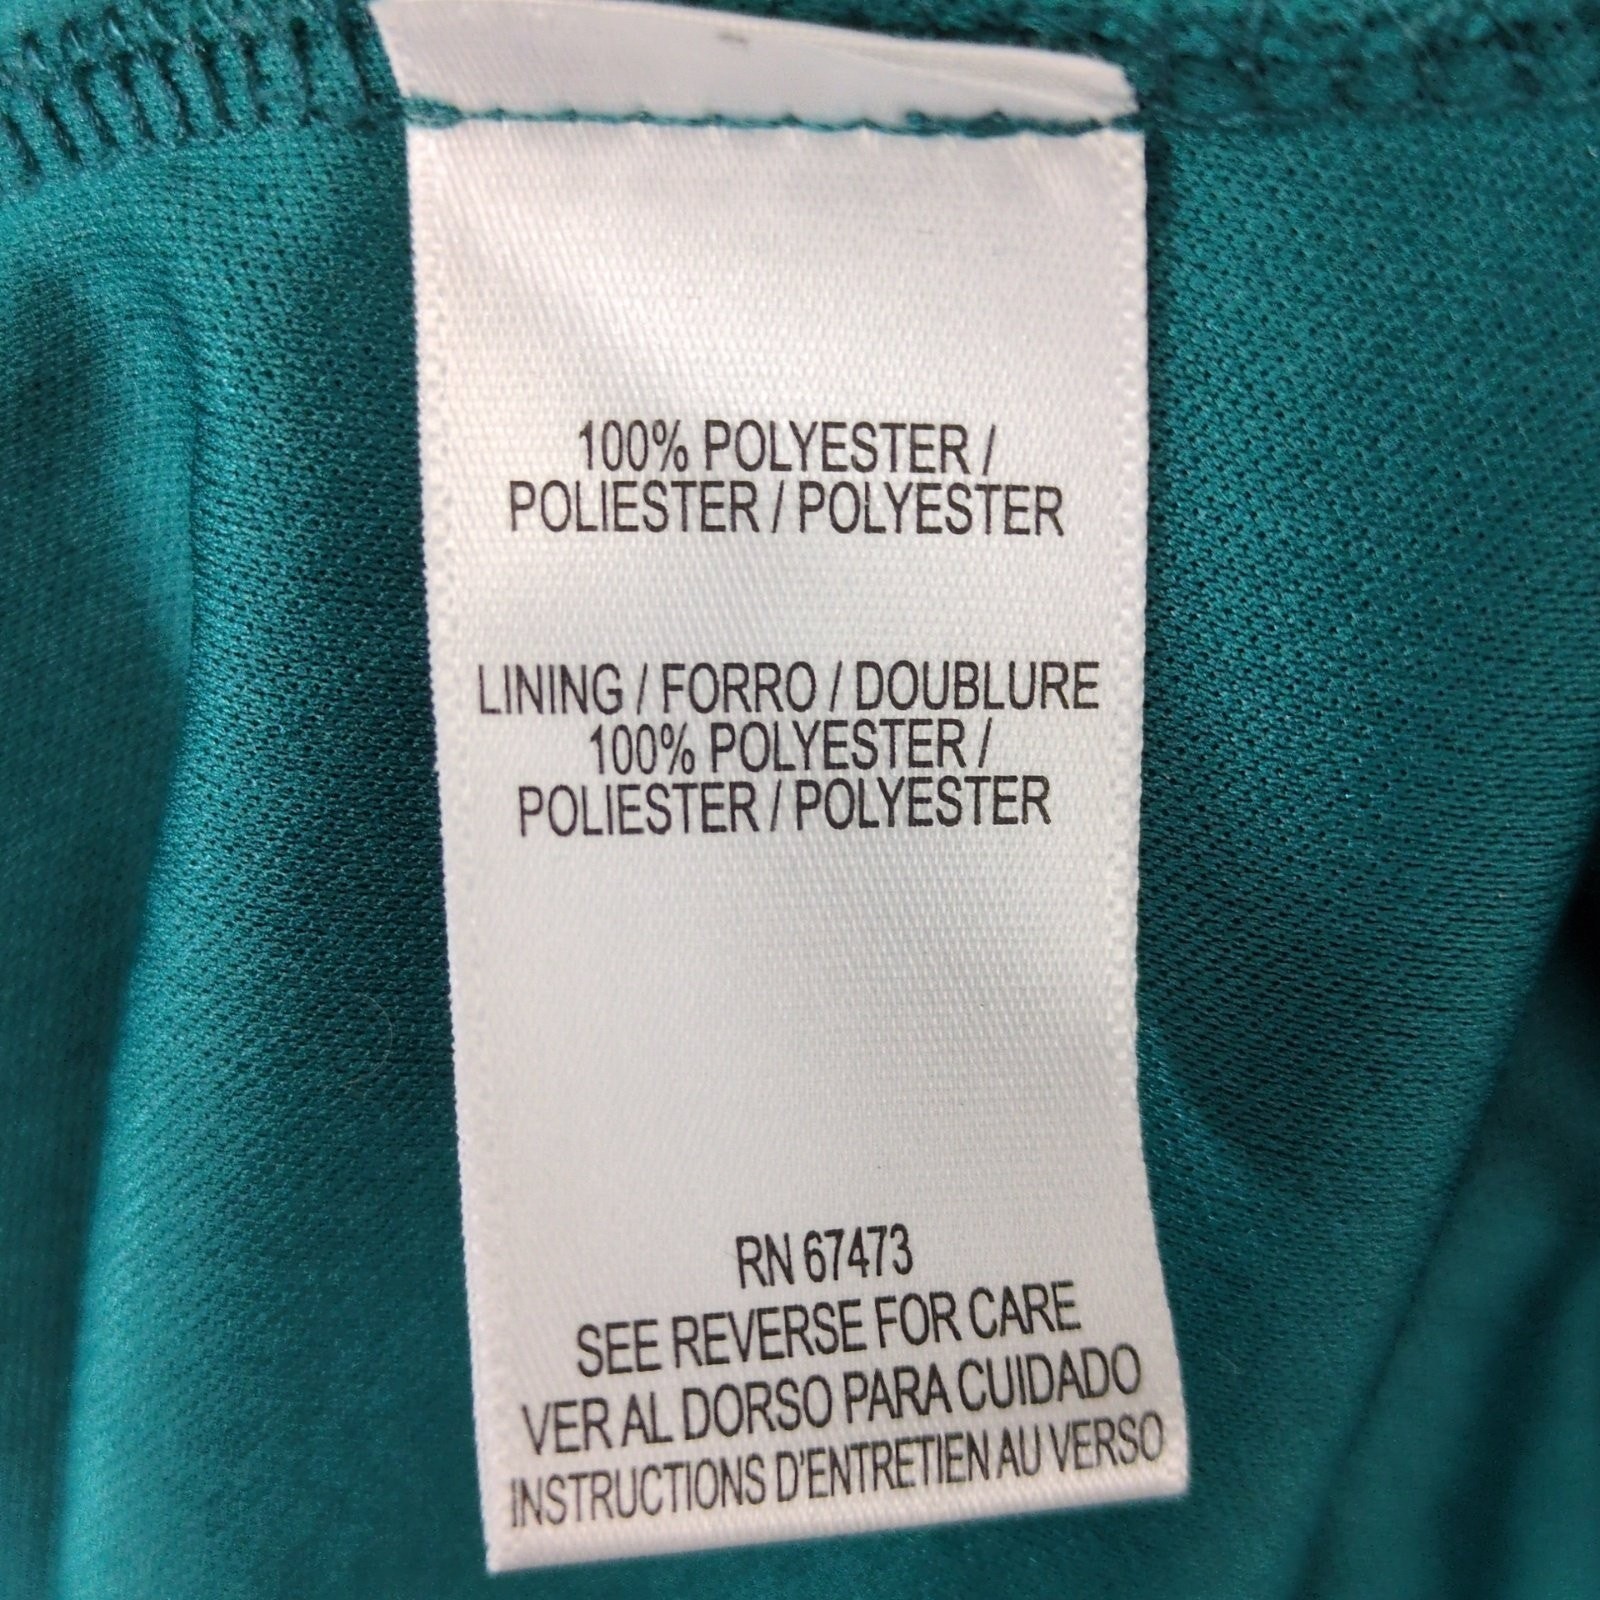 100% POLYESTER /
POLIESTER / POLYESTER
LINING / FORRO / DOUBLURE
100% POLYESTER /
POLIESTER / POLYESTER
RN 67473
SEE REVERSE FOR CARE
VER AL DORSO PARA CUIDADO
INSTRUCTIONS D'ENTRETIEN AU VERSO